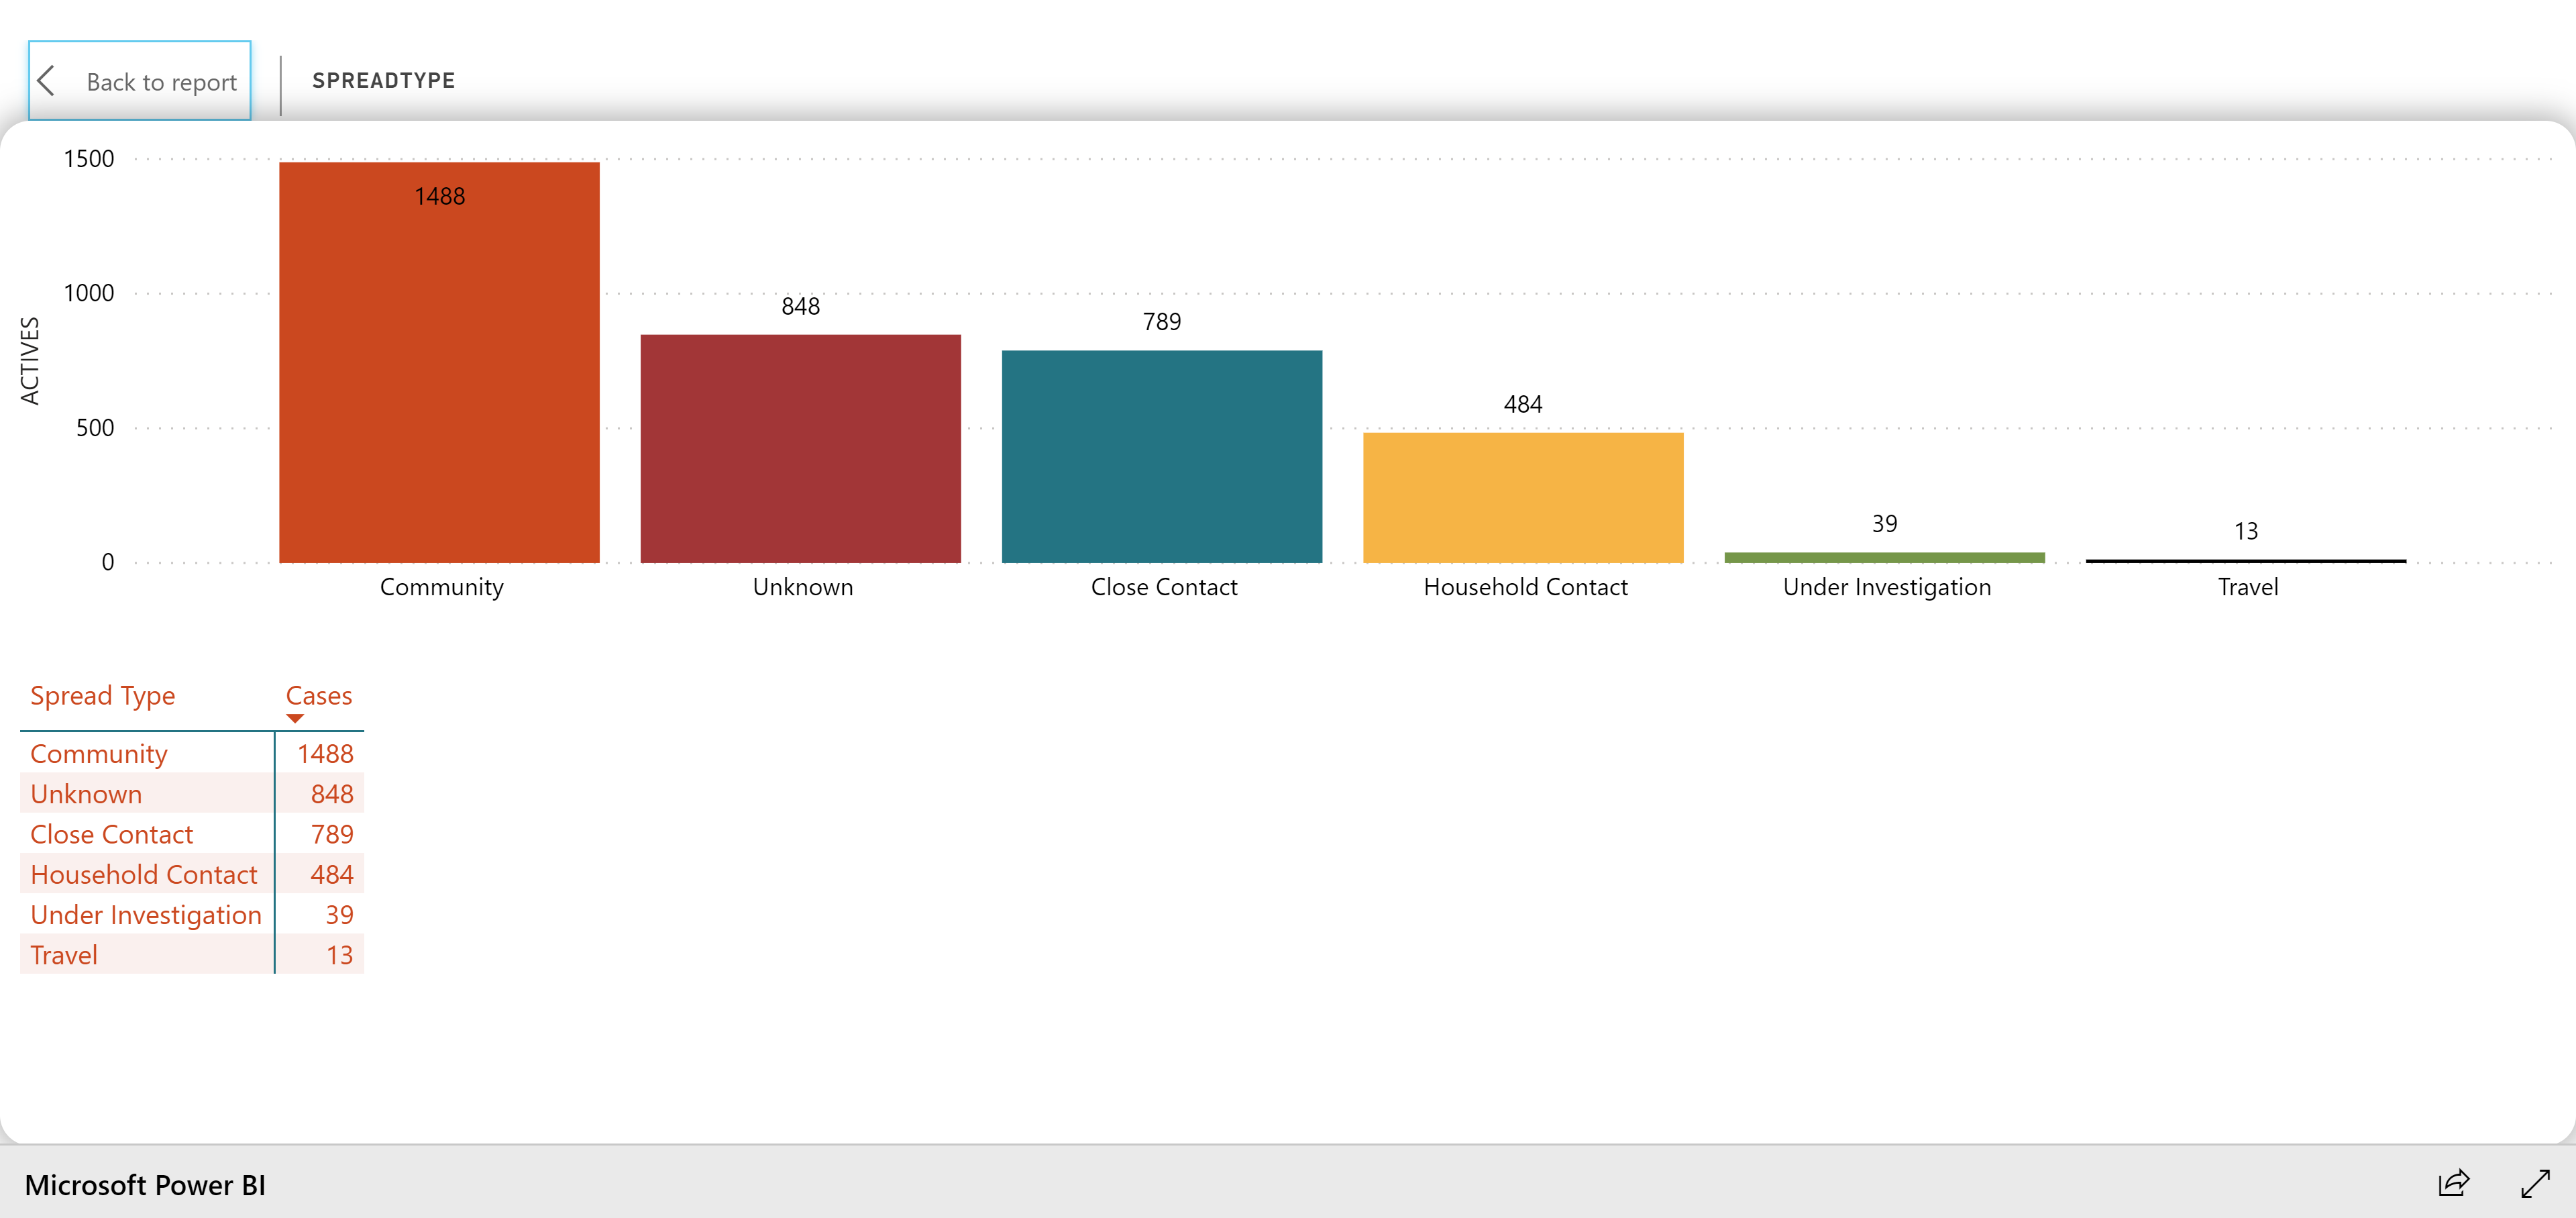 Back to report
SPREADTYPE
ACTIVES
1500
1000
500
0
1488
848
789
484
39
13
Community
Unknown
Close Contact
Household Contact
Under Investigation
Travel
Spread Type Cases
Community 1488
Unknown 848
Close Contact 789
Household Contact 484
Under Investigation 39
Travel 13
Microsoft Power BI